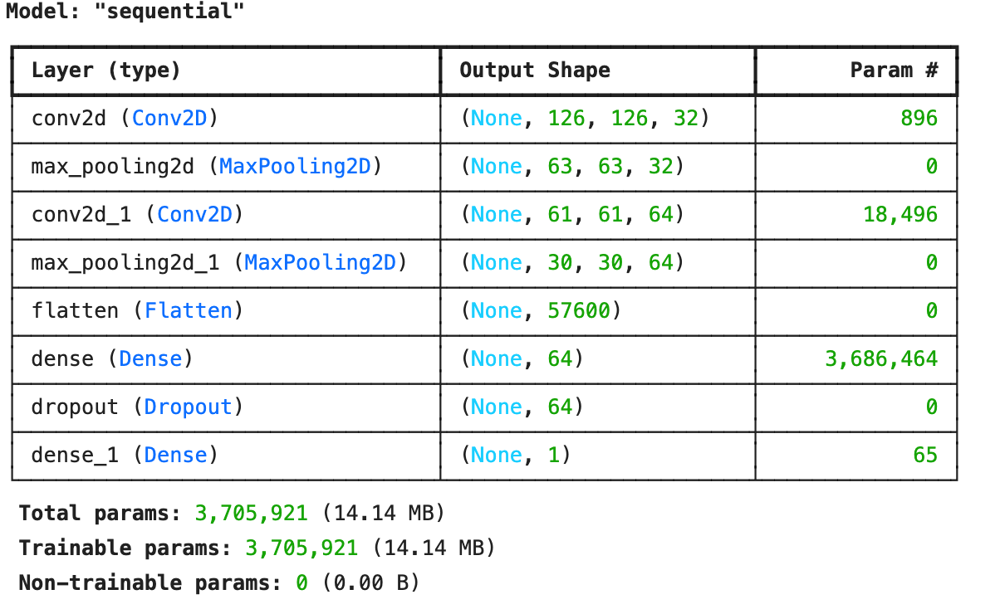 Model: "sequential"
Layer (type) Output Shape Param #
conv2d (Conv2D) (None, 126, 126, 32) 896
max_pooling2d (MaxPooling2D) (None, 63, 63, 32) 0
conv2d_1 (Conv2D) (None, 61, 61, 64) 18,496
max_pooling2d_1 (MaxPooling2D) (None, 30, 30, 64) 0
flatten (Flatten) (None, 57600) 0
dense (Dense) (None, 64) 3,686,464
dropout (Dropout) (None, 64) 0
dense_1 (Dense) (None, 1) 65
Total params: 3,705,921 (14.14 MB)
Trainable params: 3,705,921 (14.14 MB)
Non-trainable params: 0 (0.00 B)